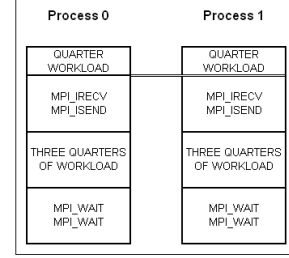 Process 0
Process 1
QUARTER
WORKLOAD
QUARTER
WORKLOAD
MPI_IRECV
MPI_ISEND
MPI_IRECV
MPI_ISEND
THREE QUARTERS
OF WORKLOAD
THREE QUARTERS
OF WORKLOAD
MPI_WAIT
MPI_WAIT
MPI_WAIT
MPI_WAIT